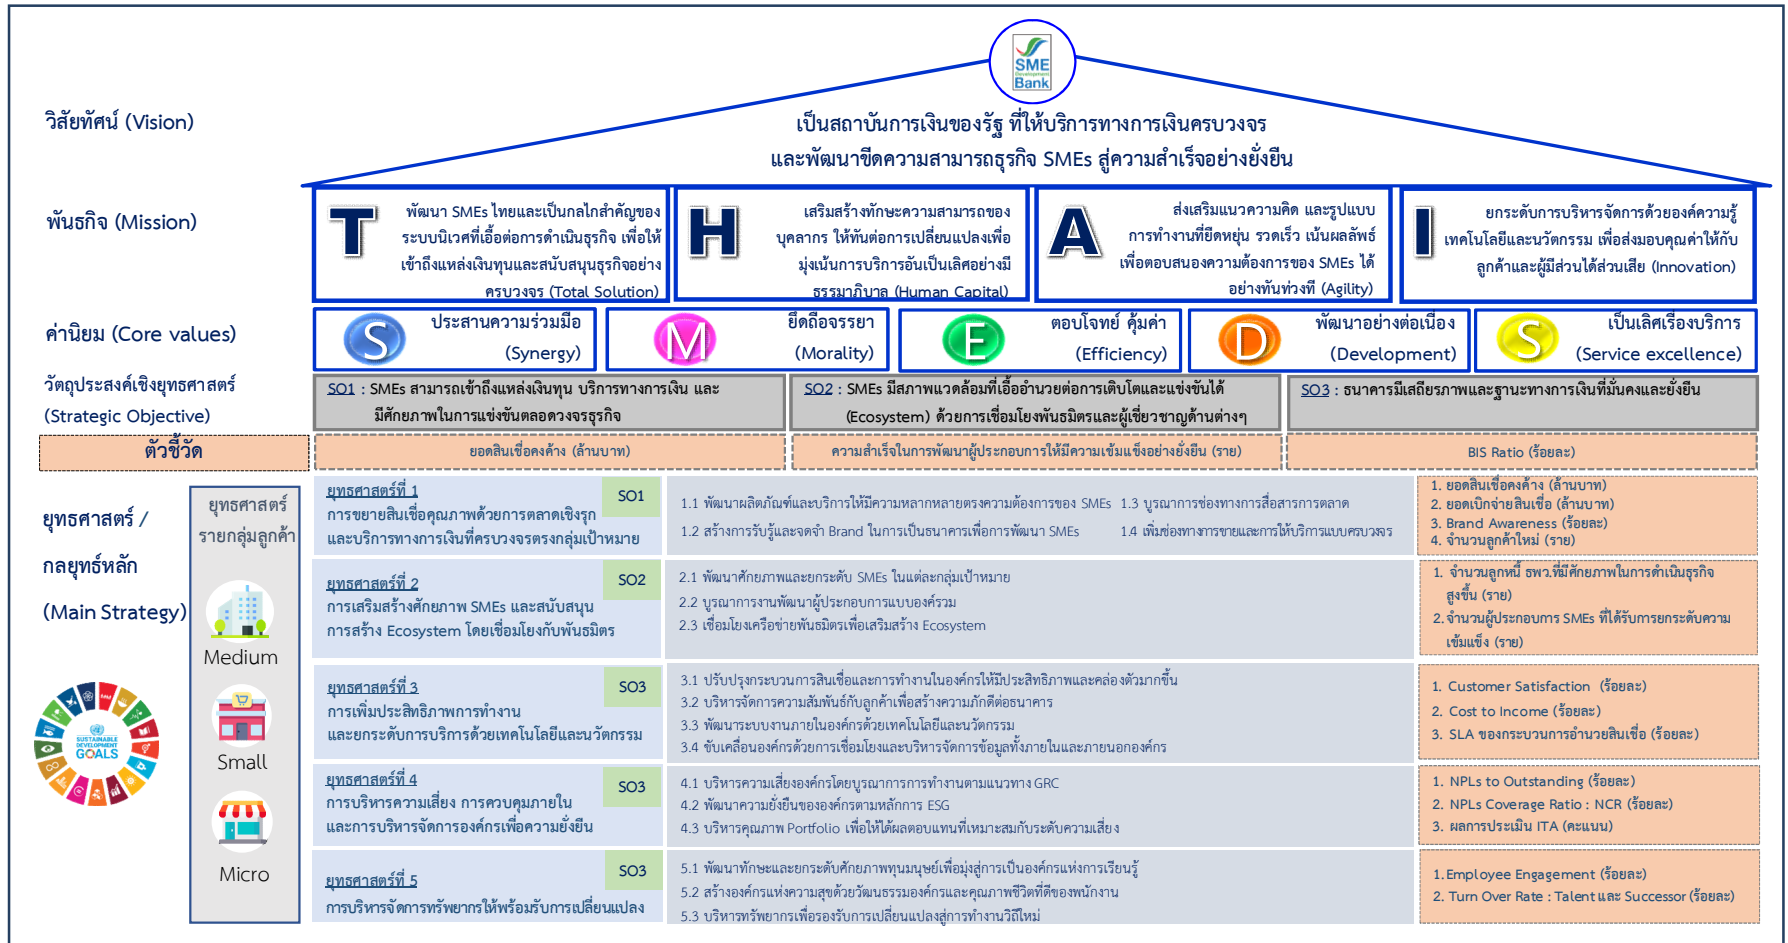 SME
Development
Bank
วิสัยทัศน์ (Vision)
เป็นสถาบันการเงินของรัฐ ที่ให้บริการทางการเงินครบวงจร
และพัฒนาขีดความสามารถธุรกิจ SMEs สู่ความสำเร็จอย่างยั่งยืน
พันธกิจ (Mission)
T
พัฒนา SMEs ไทยและเป็นกลไกสำคัญของ
ระบบนิเวศที่เอื้อต่อการดำเนินธุรกิจ เพื่อให้
เข้าถึงแหล่งเงินทุนและสนับสนุนธุรกิจอย่าง
ครบวงจร (Total Solution)
H
เสริมสร้างทักษะความสามารถของ
บุคลากร ให้ทันต่อการเปลี่ยนแปลงเพื่อ
มุ่งเน้นการบริการอันเป็นเลิศอย่างมี
ธรรมาภิบาล (Human Capital)
A
ส่งเสริมแนวความคิด และรูปแบบ
การทำงานที่ยืดหยุ่น รวดเร็ว เน้นผลลัพธ์
เพื่อตอบสนองความต้องการของ SMEs ได้
อย่างทันท่วงที (Agility)
I
ยกระดับการบริหารจัดการด้วยองค์ความรู้
เทคโนโลยีและนวัตกรรม เพื่อส่งมอบคุณค่าให้กับ
ลูกค้าและผู้มีส่วนได้ส่วนเสีย (Innovation)
ค่านิยม (Core values)
S
ประสานความร่วมมือ
(Synergy)
M
ยึดถือจรรยา
(Morality)
E
ตอบโจทย์ คุ้มค่า
(Efficiency)
D
พัฒนาอย่างต่อเนื่อง
(Development)
S
เป็นเลิศเรื่องบริการ
(Service excellence)
วัตถุประสงค์เชิงยุทธศาสตร์
(Strategic Objective)
SO1 : SMEs สามารถเข้าถึงแหล่งเงินทุน บริการทางการเงิน และ
มีศักยภาพในการแข่งขันตลอดวงจรธุรกิจ
SO2 : SMEs มีสภาพแวดล้อมที่เอื้ออำนวยต่อการเติบโตและแข่งขันได้
(Ecosystem) ด้วยการเชื่อมโยงพันธมิตรและผู้เชี่ยวชาญด้านต่างๆ
SO3 : ธนาคารมีเสถียรภาพและฐานะทางการเงินที่มั่นคงและยั่งยืน
ตัวชี้วัด
ยอดสินเชื่อคงค้าง (ล้านบาท)
ความสำเร็จในการพัฒนาผู้ประกอบการให้มีความเข้มแข็งอย่างยั่งยืน (ราย)
BIS Ratio (ร้อยละ)
ยุทธศาสตร์ /
กลยุทธ์หลัก
(Main Strategy)
SUSTAINABLE
DEVELOPMENT
GOALS
ยุทธศาสตร์
รายกลุ่มลูกค้า
Medium
Small
Micro
ยุทธศาสตร์ที่ 1
SO1
การขยายสินเชื่อคุณภาพด้วยการตลาดเชิงรุก
และบริการทางการเงินที่ครบวงจรตรงกลุ่มเป้าหมาย
1.1 พัฒนาผลิตภัณฑ์และบริการให้มีความหลากหลายตรงความต้องการของ SMEs
1.3 บูรณาการช่องทางการสื่อสารการตลาด
1.2 สร้างการรับรู้และจดจำ Brand ในการเป็นธนาคารเพื่อการพัฒนา SMEs
1.4 เพิ่มช่องทางการขายและการให้บริการแบบครบวงจร
1. ยอดสินเชื่อคงค้าง (ล้านบาท)
2. ยอดเบิกจ่ายสินเชื่อ (ล้านบาท)
3. Brand Awareness (ร้อยละ)
4. จำนวนลูกค้าใหม่ (ราย)
ยุทธศาสตร์ที่ 2
SO2
การเสริมสร้างศักยภาพ SMEs และสนับสนุน
การสร้าง Ecosystem โดยเชื่อมโยงกับพันธมิตร
2.1 พัฒนาศักยภาพและยกระดับ SMEs ในแต่ละกลุ่มเป้าหมาย
2.2 บูรณาการงานพัฒนาผู้ประกอบการแบบองค์รวม
2.3 เชื่อมโยงเครือข่ายพันธมิตรเพื่อเสริมสร้าง Ecosystem
1. จำนวนลูกหนี้ ธพว.ที่มีศักยภาพในการดำเนินธุรกิจ
สูงขึ้น (ราย)
2. จำนวนผู้ประกอบการ SMEs ที่ได้รับการยกระดับความ
เข้มแข็ง (ราย)
ยุทธศาสตร์ที่ 3
SO3
การเพิ่มประสิทธิภาพการทำงาน
และยกระดับการบริการด้วยเทคโนโลยีและนวัตกรรม
3.1 ปรับปรุงกระบวนการสินเชื่อและการทำงานในองค์กรให้มีประสิทธิภาพและคล่องตัวมากขึ้น
3.2 บริหารจัดการความสัมพันธ์กับลูกค้าเพื่อสร้างความภักดีต่อธนาคาร
3.3 พัฒนาระบบงานภายในองค์กรด้วยเทคโนโลยีและนวัตกรรม
3.4 ขับเคลื่อนองค์กรด้วยการเชื่อมโยงและบริหารจัดการข้อมูลทั้งภายในและภายนอกองค์กร
1. Customer Satisfaction (ร้อยละ)
2. Cost to Income (ร้อยละ)
3. SLA ของกระบวนการอำนวยสินเชื่อ (ร้อยละ)
ยุทธศาสตร์ที่ 4
SO3
การบริหารความเสี่ยง การควบคุมภายใน
และการบริหารจัดการองค์กรเพื่อความยั่งยืน
4.1 บริหารความเสี่ยงองค์กรโดยบูรณาการการทำงานตามแนวทาง GRC
4.2 พัฒนาความยั่งยืนขององค์กรตามหลักการ ESG
4.3 บริหารคุณภาพ Portfolio เพื่อให้ได้ผลตอบแทนที่เหมาะสมกับระดับความเสี่ยง
1. NPLs to Outstanding (ร้อยละ)
2. NPLs Coverage Ratio : NCR (ร้อยละ)
3. ผลการประเมิน ITA (คะแนน)
ยุทธศาสตร์ที่ 5
SO3
การบริหารจัดการทรัพยากรให้พร้อมรับการเปลี่ยนแปลง
5.1 พัฒนาทักษะและยกระดับศักยภาพทุนมนุษย์เพื่อมุ่งสู่การเป็นองค์กรแห่งการเรียนรู้
5.2 สร้างองค์กรแห่งความสุขด้วยวัฒนธรรมองค์กรและคุณภาพชีวิตที่ดีของพนักงาน
5.3 บริหารทรัพยากรเพื่อรองรับการเปลี่ยนแปลงสู่การทำงานวิถีใหม่
1.Employee Engagement (ร้อยละ)
2. Turn Over Rate : Talent และ Successor (ร้อยละ)